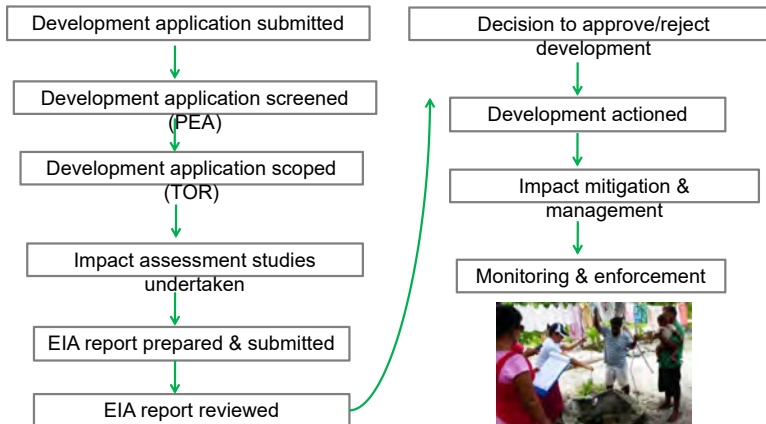 Development application submitted
Development application screened
(PEA)
Development application scoped
(TOR)
Impact assessment studies
undertaken
EIA report prepared & submitted
EIA report reviewed
Decision to approve/reject
development
Development actioned
Impact mitigation &
management
Monitoring & enforcement